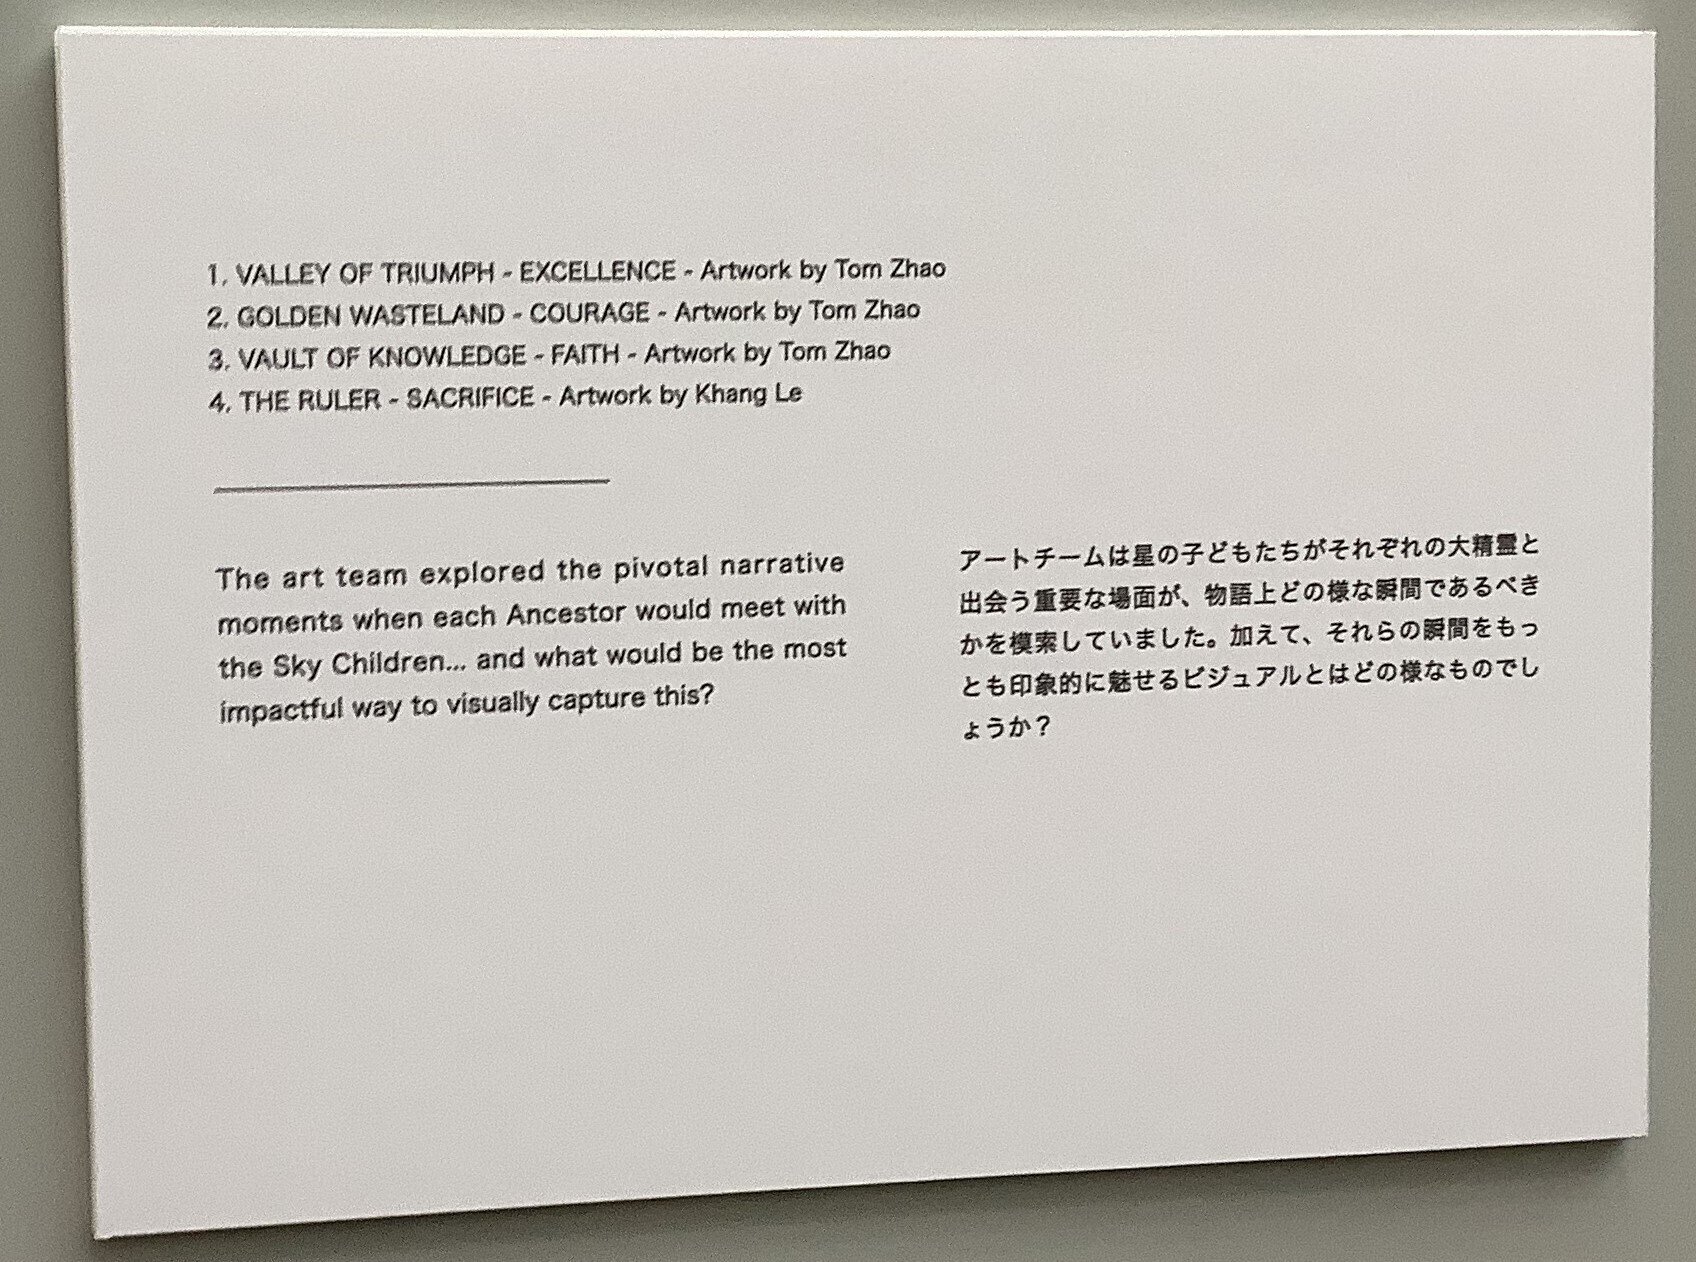 1. VALLEY OF TRIUMPH - EXCELLENCE - Artwork by Tom Zhao
2. GOLDEN WASTELAND - COURAGE - Artwork by Tom Zhao
3. VAULT OF KNOWLEDGE - FAITH - Artwork by Tom Zhao
4. THE RULER - SACRIFICE - Artwork by Khang Le
The art team explored the pivotal narrative
moments when each Ancestor would meet with
the Sky Children... and what would be the most
impactful way to visually capture this?
アートチームは星の子どもたちがそれぞれの大精霊と
出会う重要な場面が、物語上どの様な瞬間であるべき
かを模索していました。加えて、それらの瞬間をもっ
とも印象的に魅せるビジュアルとはどの様なものでし
ょうか？